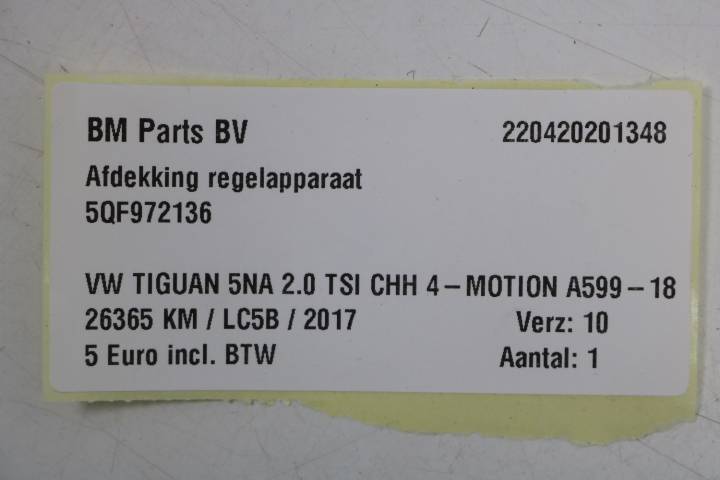 BM Parts BV 220420201348
Afdekking regelapparaat
5QF972136
VW TIGUAN 5NA 2.0 TSI CHH 4-MOTION A599-18
26365 KM / LC5B / 2017 Verz: 10
5 Euro incl. BTW Aantal: 1